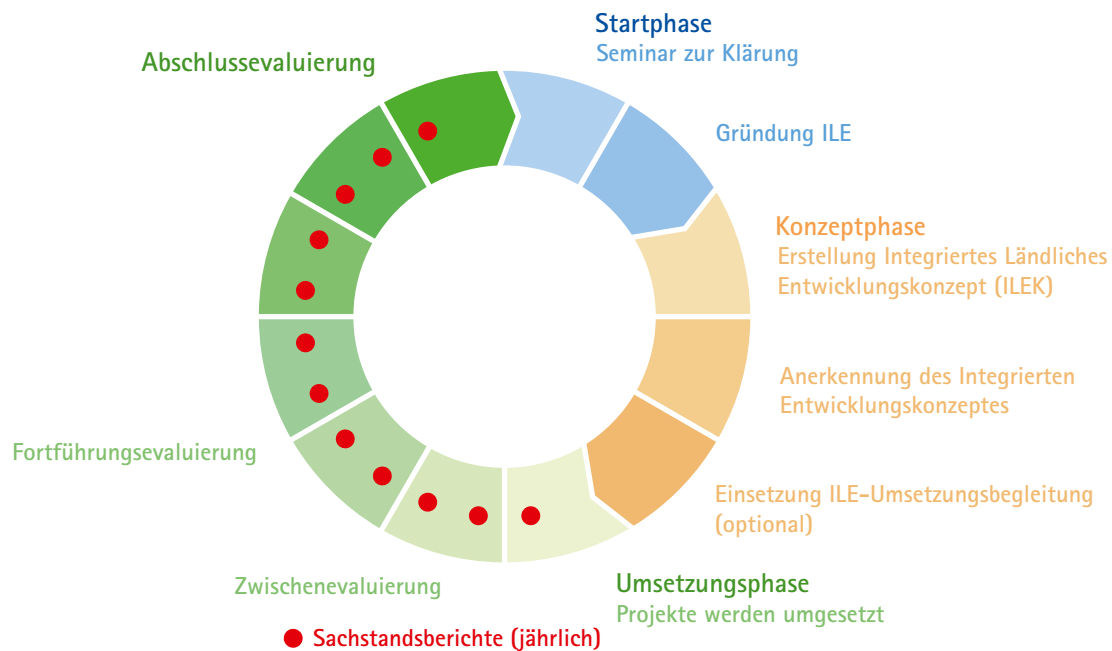 Startphase
Seminar zur Klärung
Gründung ILE
Konzeptphase
Erstellung Integriertes Ländliches
Entwicklungskonzept (ILEK)
Anerkennung des Integrierten
Entwicklungskonzeptes
Einsetzung ILE-Umsetzungsbegleitung
(optional)
Umsetzungsphase
Projekte werden umgesetzt
Zwischenevaluierung
Fortführungsevaluierung
Abschlussevaluierung
Sachstandsberichte (jährlich)